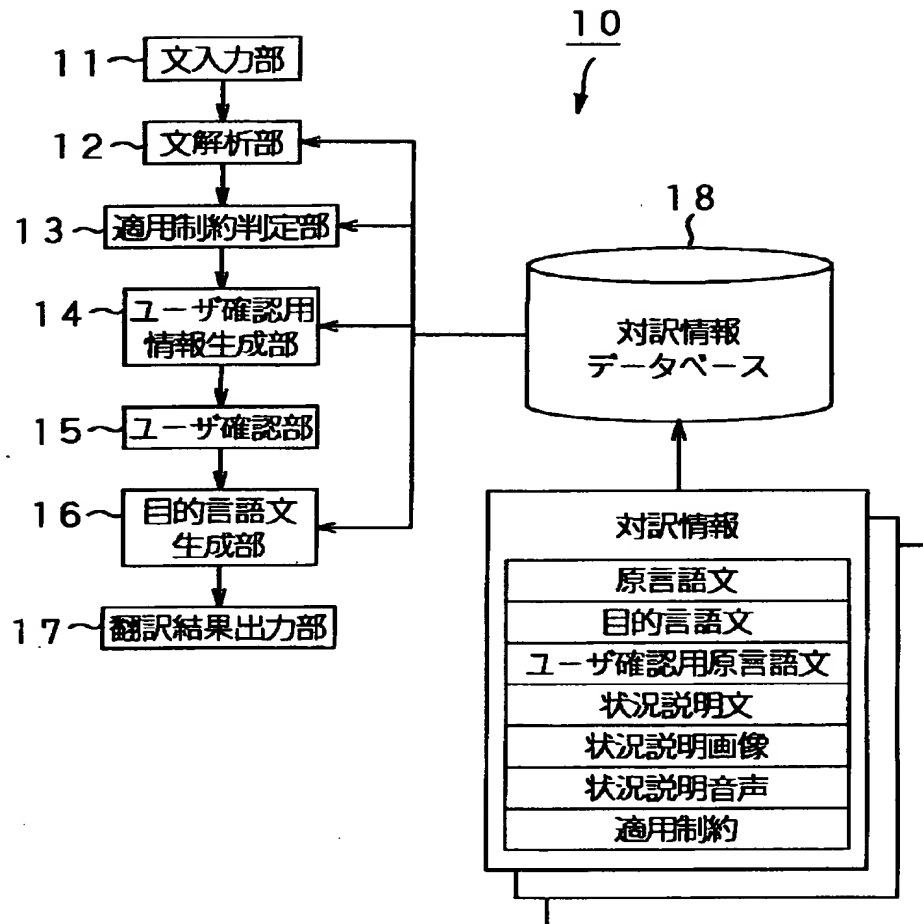 10
11 文入力部
12 文解析部
13 適用制約判定部
14 ユーザ確認用
情報生成部
15 ユーザ確認部
16 目的言語文
生成部
17 翻訳結果出力部
18
対訳情報
データベース
対訳情報
原言語文
目的言語文
ユーザ確認用原言語文
状況説明文
状況説明画像
状況説明音声
適用制約